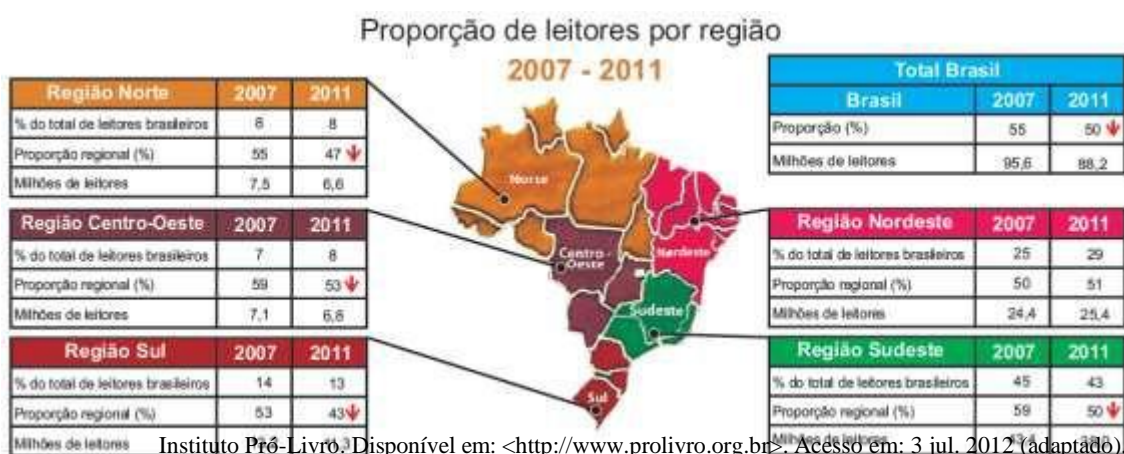 Proporção de leitores por região
2007 - 2011
Região Norte 2007 2011
% do total de leitores brasileiros 8 8
Proporção regional (%) 55 47
Milhões de leitores 7,5 6,6
Região Centro-Oeste 2007 2011
% do total de leitores brasileiros 7 8
Proporção regional (%) 59 53
Milhões de leitores 7,1 6,8
Região Sul 2007 2011
% do total de leitores brasileiros 14 13
Proporção regional (%) 53 43
Milhões de leitores
Norte
Centro-
Oeste
Nordeste
Sudeste
Sul
Total Brasil
Brasil 2007 2011
Proporção (%) 55 50
Milhões de leitores 95,6 88,2
Região Nordeste 2007 2011
% do total de leitores brasileiros 25 29
Proporção regional (%) 50 51
Milhões de leitores 24,4 25,4
Região Sudeste 2007 2011
% do total de leitores brasileiros 45 43
Proporção regional (%) 59 50
Instituto Pró-Livro. Disponível em: <http://www.prolivro.org.br>. Acesso em: 3 jul. 2012 (adaptado).